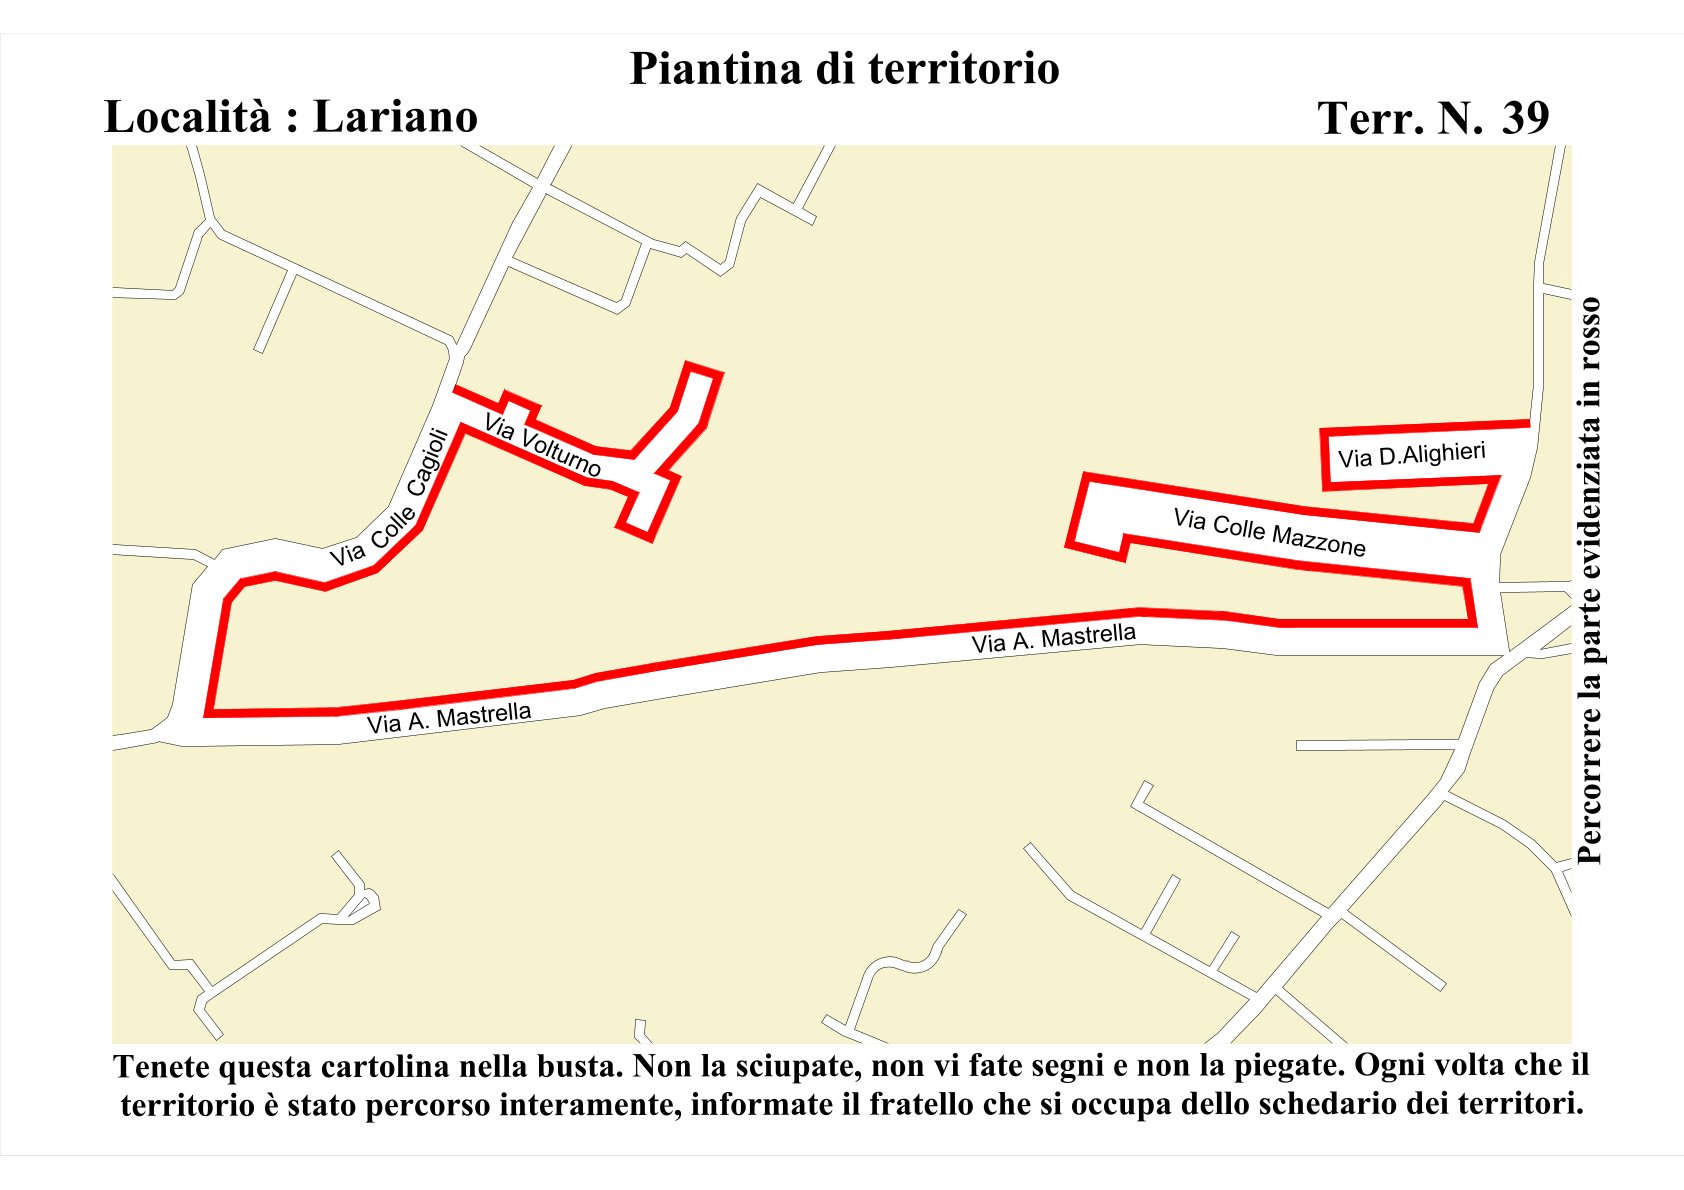 Piantina di territorio
Località : Lariano
Terr. N. 39
Via Volturno
Via Colle Cagioli
Via D.Alighieri
Via Colle Mazzone
Via A. Mastrella
Via A. Mastrella
Percorrere la parte evidenziata in rosso
Tenete questa cartolina nella busta. Non la sciupate, non vi fate segni e non la piegate. Ogni volta che il
territorio è stato percorso interamente, informate il fratello che si occupa dello schedario dei territori.